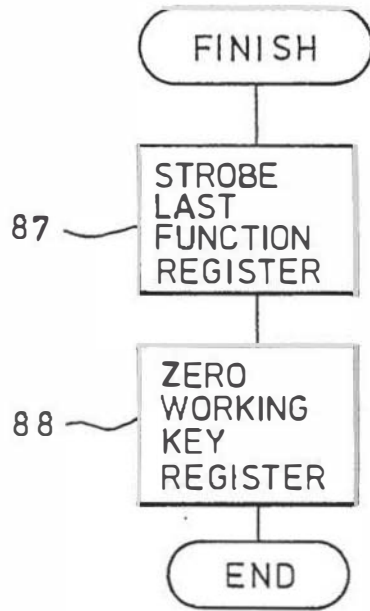 FINISH
87
STROBE
LAST
FUNCTION
REGISTER
88
ZERO
WORKING
KEY
REGISTER
END